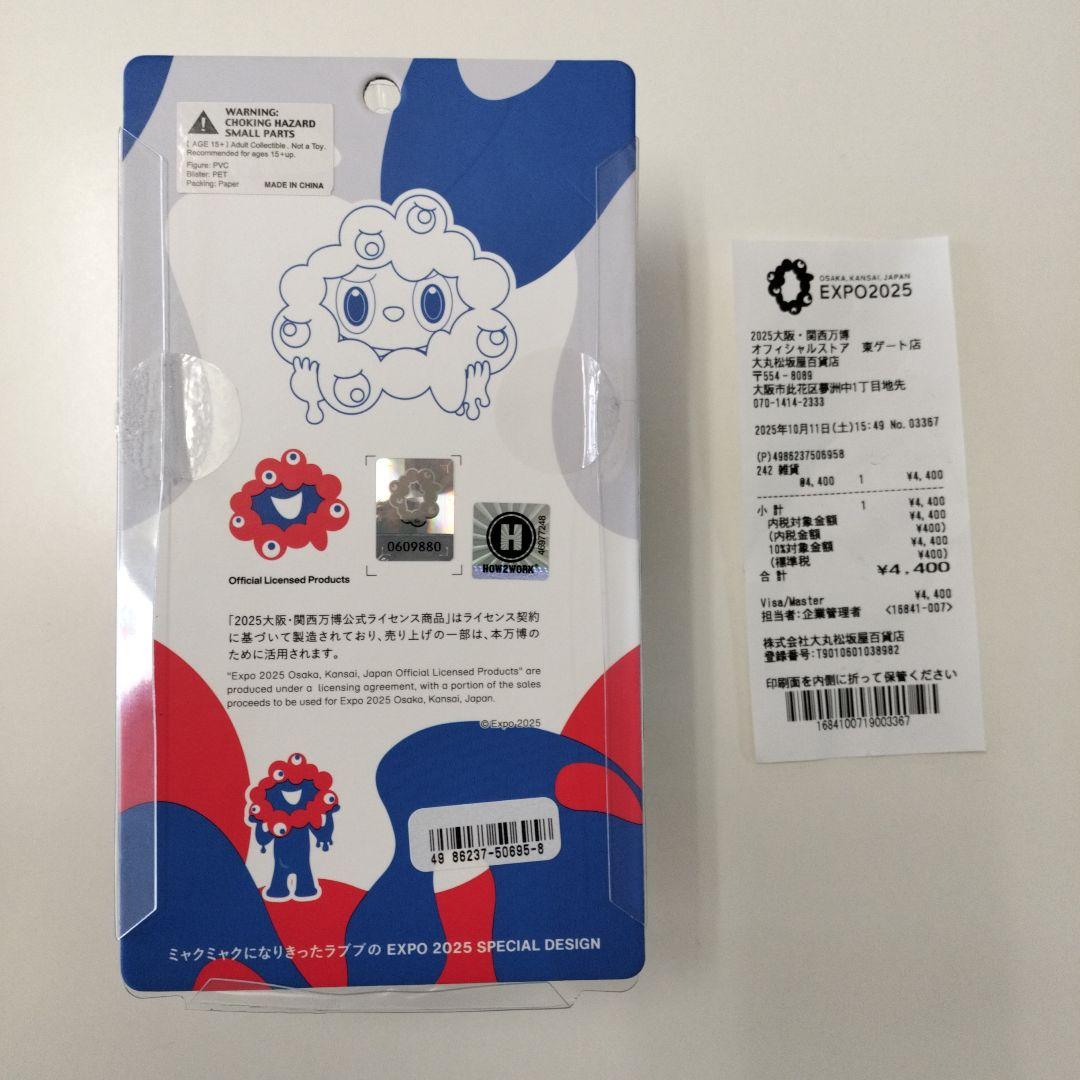 WARNING:
CHOKING HAZARD
SMALL PARTS
( AGE 15+ ) Adult Collectible. Not a Toy.
Recommended for ages 15+up.
Figure: PVC
Blister: PET
Packing: Paper MADE IN CHINA
0609880
H
HOW2WORK
46977248
Official Licensed Products
「2025大阪・関西万博公式ライセンス商品」はライセンス契約
に基づいて製造されており、売り上げの一部は、本万博の
ために活用されます。
"Expo 2025 Osaka, Kansai, Japan Official Licensed Products" are
produced under a licensing agreement, with a portion of the sales
proceeds to be used for Expo 2025 Osaka, Kansai, Japan.
©Expo 2025
49 86237-50695-8
ミャクミャクになりきったラブブの EXPO 2025 SPECIAL DESIGN
OSAKA, KANSAI, JAPAN
EXPO2025
2025大阪・関西万博
オフィシャルストア 東ゲート店
大丸松坂屋百貨店
〒554-8089
大阪市此花区夢洲中1丁目地先
070-1414-2333
2025年10月11日(土)15:49 No.03367
(P)4986237506958
242 雑貨
@4,400 1 ¥4,400
小計 1 ¥4,400
内税対象金額 ¥4,400
(内税金額 ¥400)
10%対象金額 ¥4,400
(標準税 ¥400)
合計 ¥4,400
Visa/Master ¥4,400
担当者:企業管理者 <16841-007>
株式会社大丸松坂屋百貨店
登録番号:T9010601038982
印刷面を内側に折って保管ください
1684100719003367